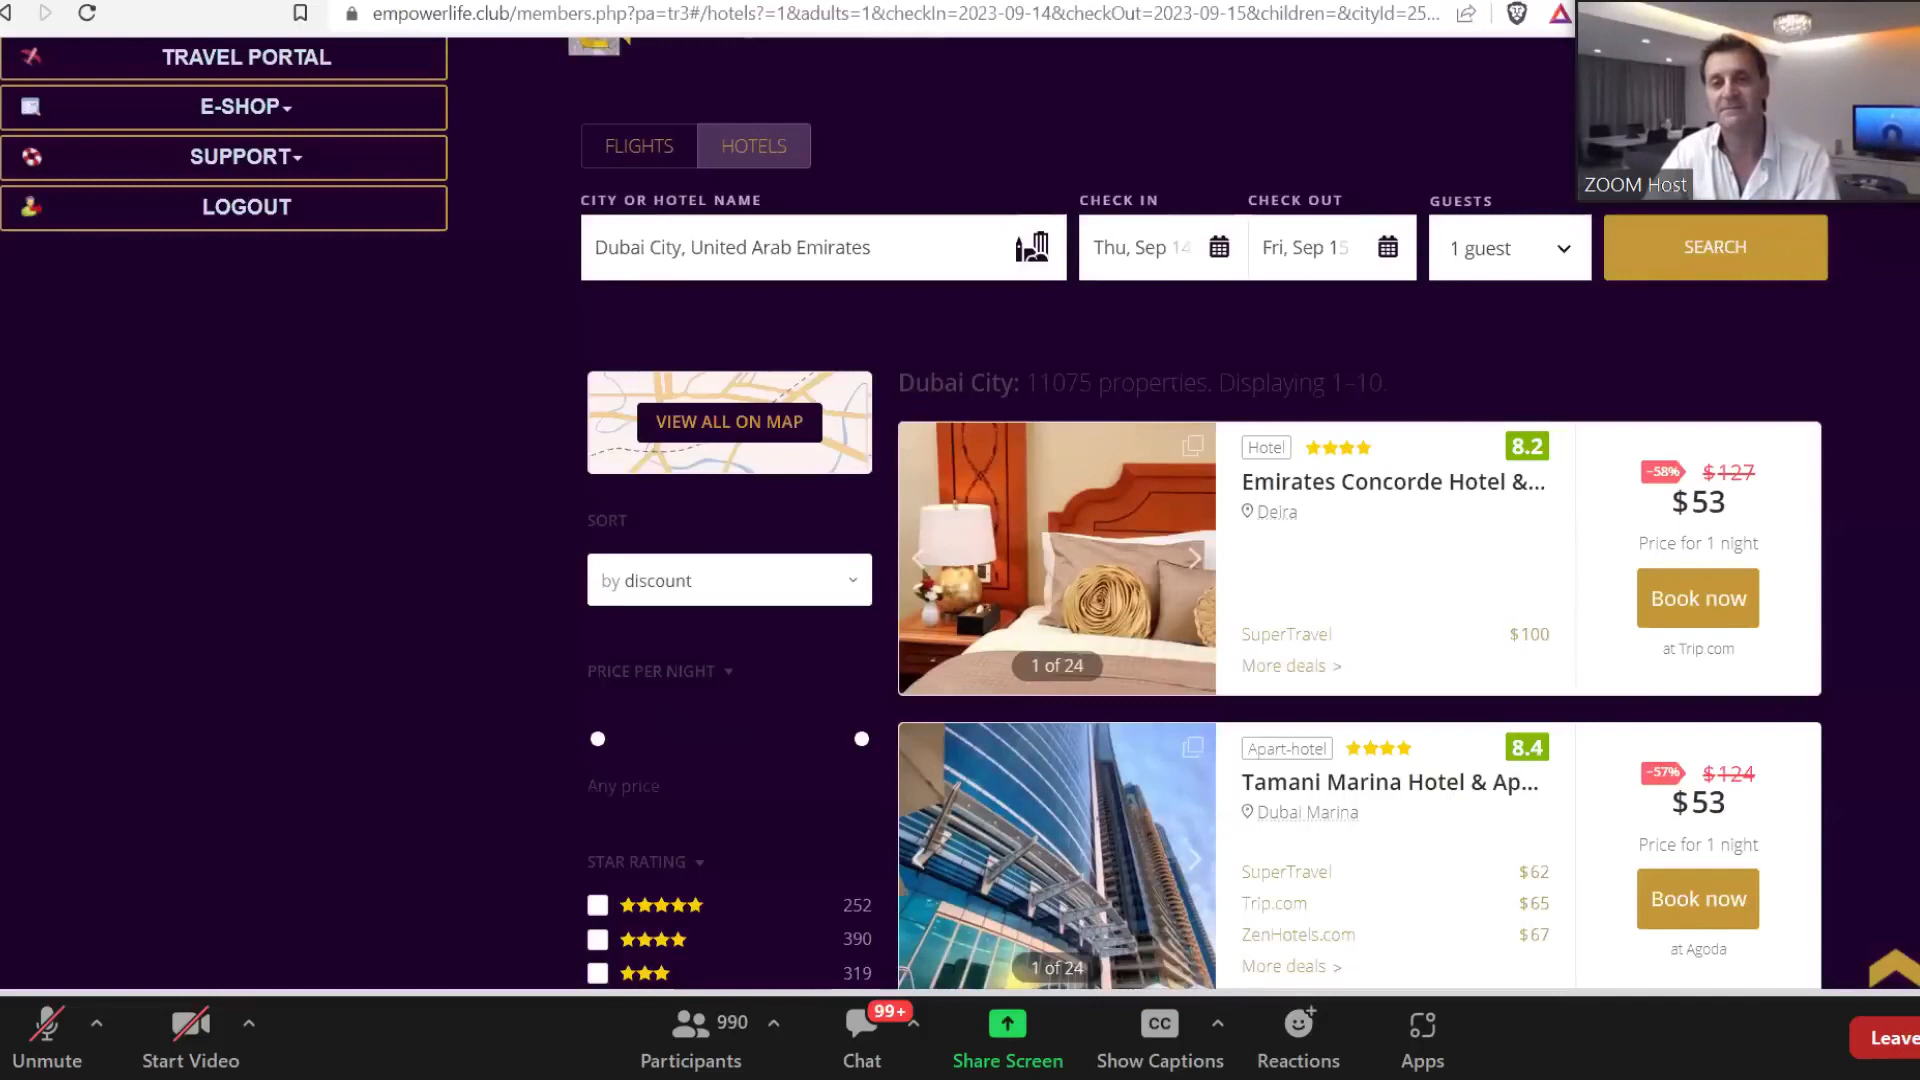 empowerlife.club/members.php?pa=tr3#/hotels?=1&adults=1&checkIn=2023-09-14&checkOut=2023-09-15&children=&cityId=25...
TRAVEL PORTAL
E-SHOP
SUPPORT
LOGOUT
ZOOM Host
FLIGHTS
HOTELS
CITY OR HOTEL NAME
CHECK IN
CHECK OUT
GUESTS
Dubai City, United Arab Emirates
Thu, Sep 14
Fri, Sep 15
1 guest
SEARCH
VIEW ALL ON MAP
SORT
by discount
PRICE PER NIGHT
Any price
STAR RATING
252
390
319
Dubai City: 11075 properties. Displaying 1–10.
Hotel
8.2
Emirates Concorde Hotel &...
Deira
SuperTravel $100
More deals >
1 of 24
-58% $127
$53
Price for 1 night
Book now
at Trip.com
Apart-hotel
8.4
Tamani Marina Hotel & Ap...
Dubai Marina
SuperTravel $62
Trip.com $65
ZenHotels.com $67
More deals >
1 of 24
-57% $124
$53
Price for 1 night
Book now
at Agoda
Unmute
Start Video
990
Participants
99+
Chat
Share Screen
CC
Show Captions
Reactions
Apps
Leave